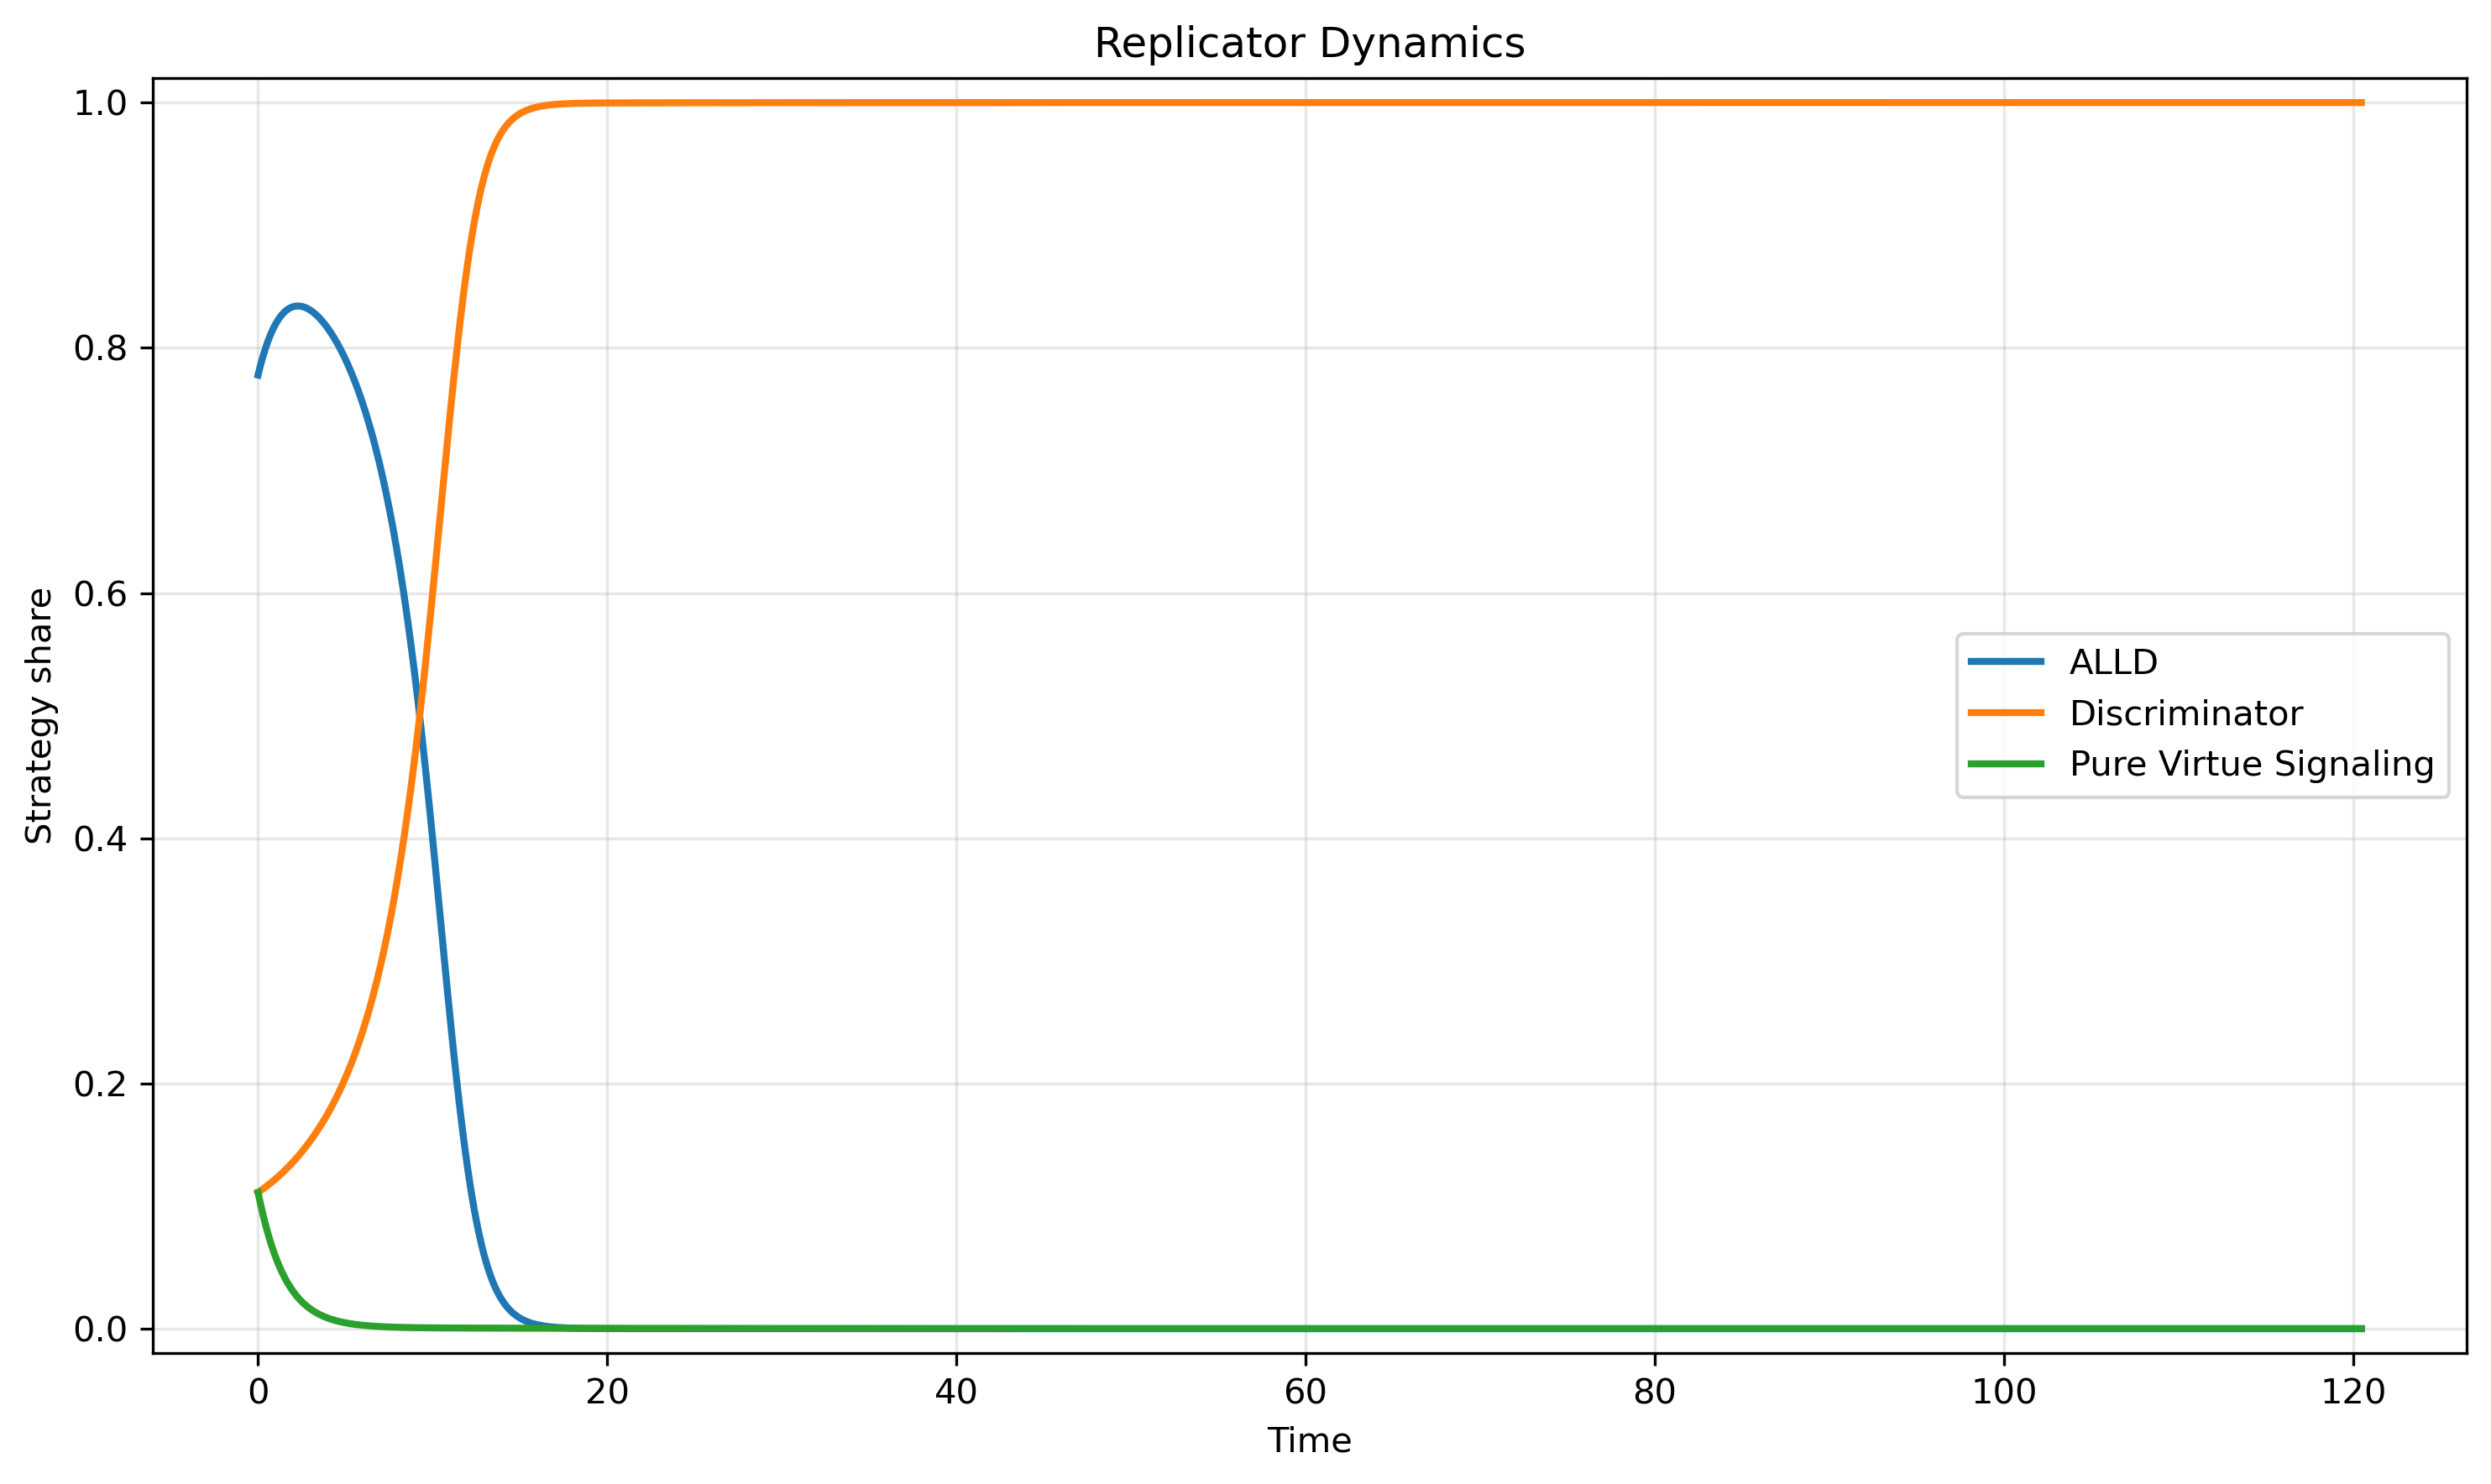 Replicator Dynamics
1.0
0.8
0.6
0.4
0.2
0.0
Strategy share
ALLD
Discriminator
Pure Virtue Signaling
0 20 40 60 80 100 120
Time